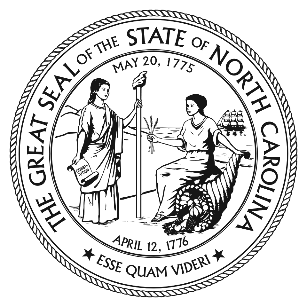 THE GREAT SEAL OF THE STATE OF NORTH CAROLINA
MAY 20, 1775
APRIL 12, 1776
★ ESSE QUAM VIDERI ★